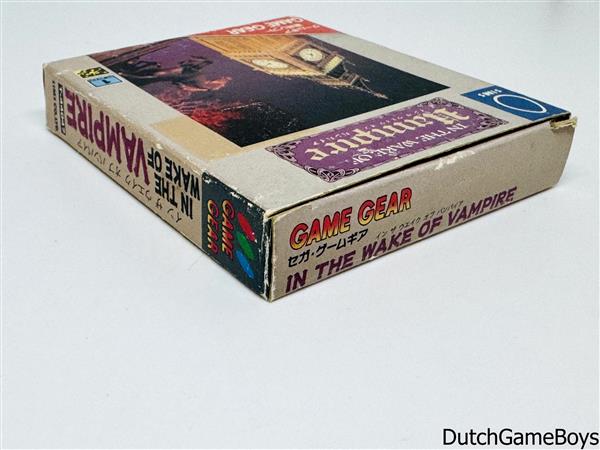 GAME GEAR
SIMS
IN THE WAKE OF
Vampire
IN THE
WAKE OF
VAMPIRE
イン ザ ウエイク オブ バンパイア
GAME
GEAR
GAME GEAR
セガ・ゲームギア
イン ザ ウエイク オブ バンパイア
IN THE WAKE OF VAMPIRE
DutchGameBoys